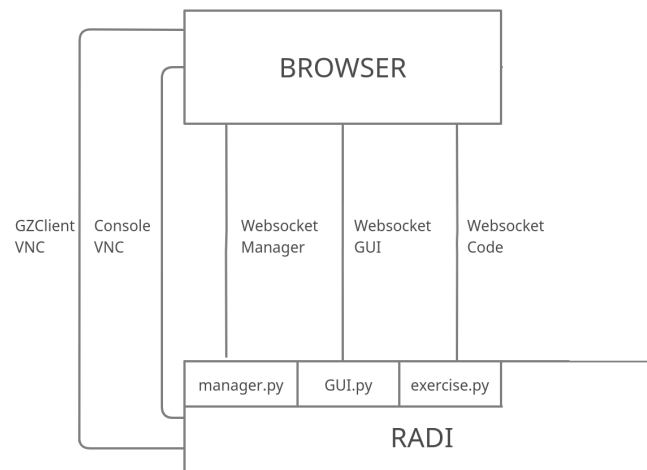 BROWSER
GZClient
VNC
Console
VNC
Websocket
Manager
Websocket
GUI
Websocket
Code
manager.py
GUI.py
exercise.py
RADI